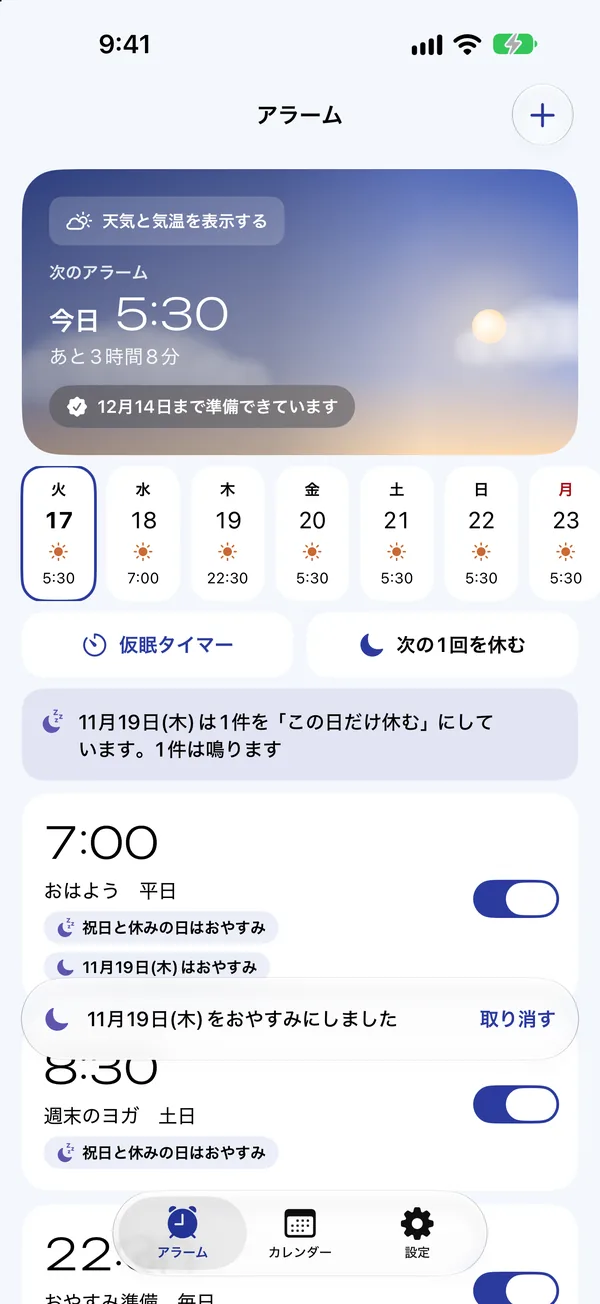 9:41
アラーム
天気と気温を表示する
次のアラーム
今日 5:30
あと3時間8分
12月14日まで準備できています
火 水 木 金 土 日 月
17 18 19 20 21 22 23
5:30 7:00 22:30 5:30 5:30 5:30 5:30
仮眠タイマー 次の1回を休む
11月19日(木)は1件を「この日だけ休む」にして
います。1件は鳴ります
7:00
おはよう 平日
祝日と休みの日はおやすみ
11月19日(木)はおやすみ
11月19日(木)をおやすみにしました 取り消す
8:30
週末のヨガ 土日
祝日と休みの日はおやすみ
22:
アラーム カレンダー 設定
おやすみ準備 毎日